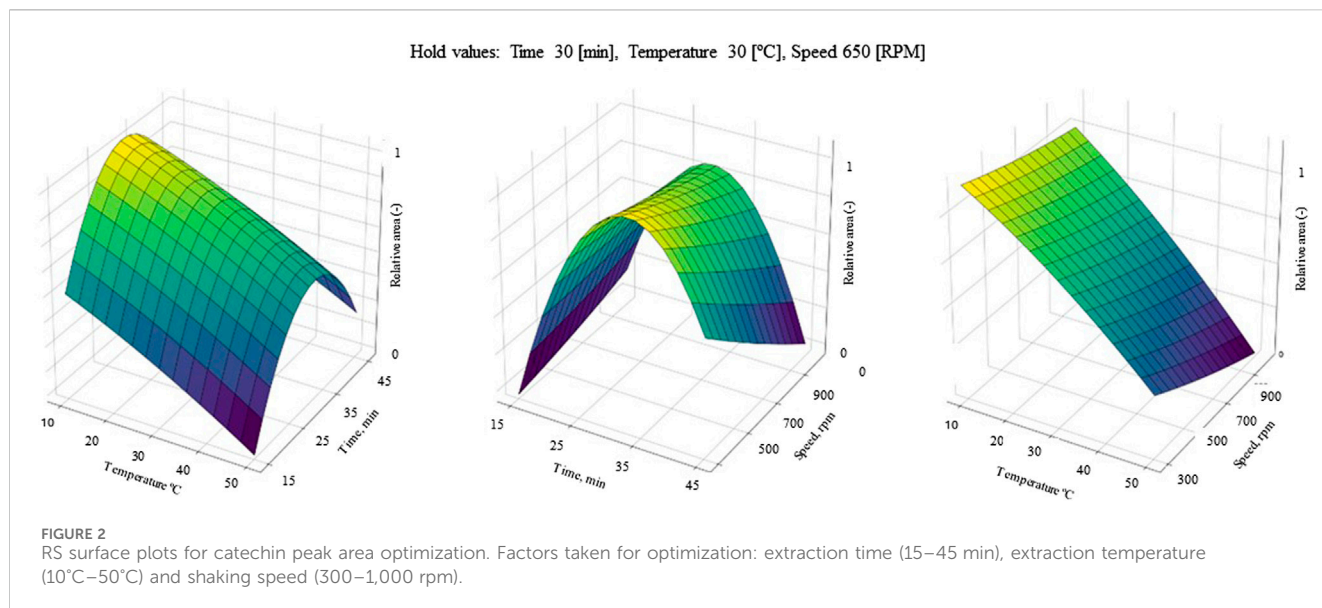 Hold values: Time 30 [min], Temperature 30 [°C], Speed 650 [RPM]
1
Relative area (-)
0
45
35
25
15
Time, min
10
20
30
40
50
Temperature °C
1
Relative area (-)
0
0
900
700
500
Speed, rpm
15
25
35
45
Time, min
1
Relative area (-)
0
900
700
500
300
Speed, rpm
10
20
30
40
50
Temperature °C
FIGURE 2
RS surface plots for catechin peak area optimization. Factors taken for optimization: extraction time (15–45 min), extraction temperature
(10°C–50°C) and shaking speed (300–1,000 rpm).